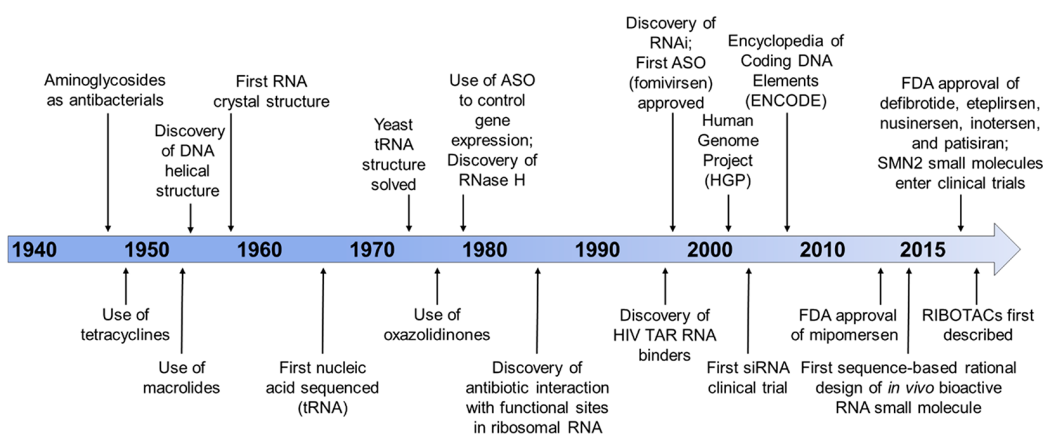 Aminoglycosides
as antibacterials
Discovery
of DNA
helical
structure
First RNA
crystal structure
Yeast
tRNA
structure
solved
Use of ASO
to control
gene
expression;
Discovery of
RNase H
Discovery of
RNAi;
First ASO
(fomivirsen)
approved
Human
Genome
Project
(HGP)
Encyclopedia of
Coding DNA
Elements
(ENCODE)
FDA approval of
defibrotide, eteplirsen,
nusinersen, inotersen,
and patisiran;
SMN2 small molecules
enter clinical trials
1940 1950 1960 1970 1980 1990 2000 2010 2015
Use of
tetracyclines
Use of
macrolides
First nucleic
acid sequenced
(tRNA)
Use of
oxazolidinones
Discovery of
antibiotic interaction
with functional sites
in ribosomal RNA
Discovery of
HIV TAR RNA
binders
First siRNA
clinical trial
FDA approval
of mipomersen
First sequence-based rational
design of in vivo bioactive
RNA small molecule
RIBOTACs first
described